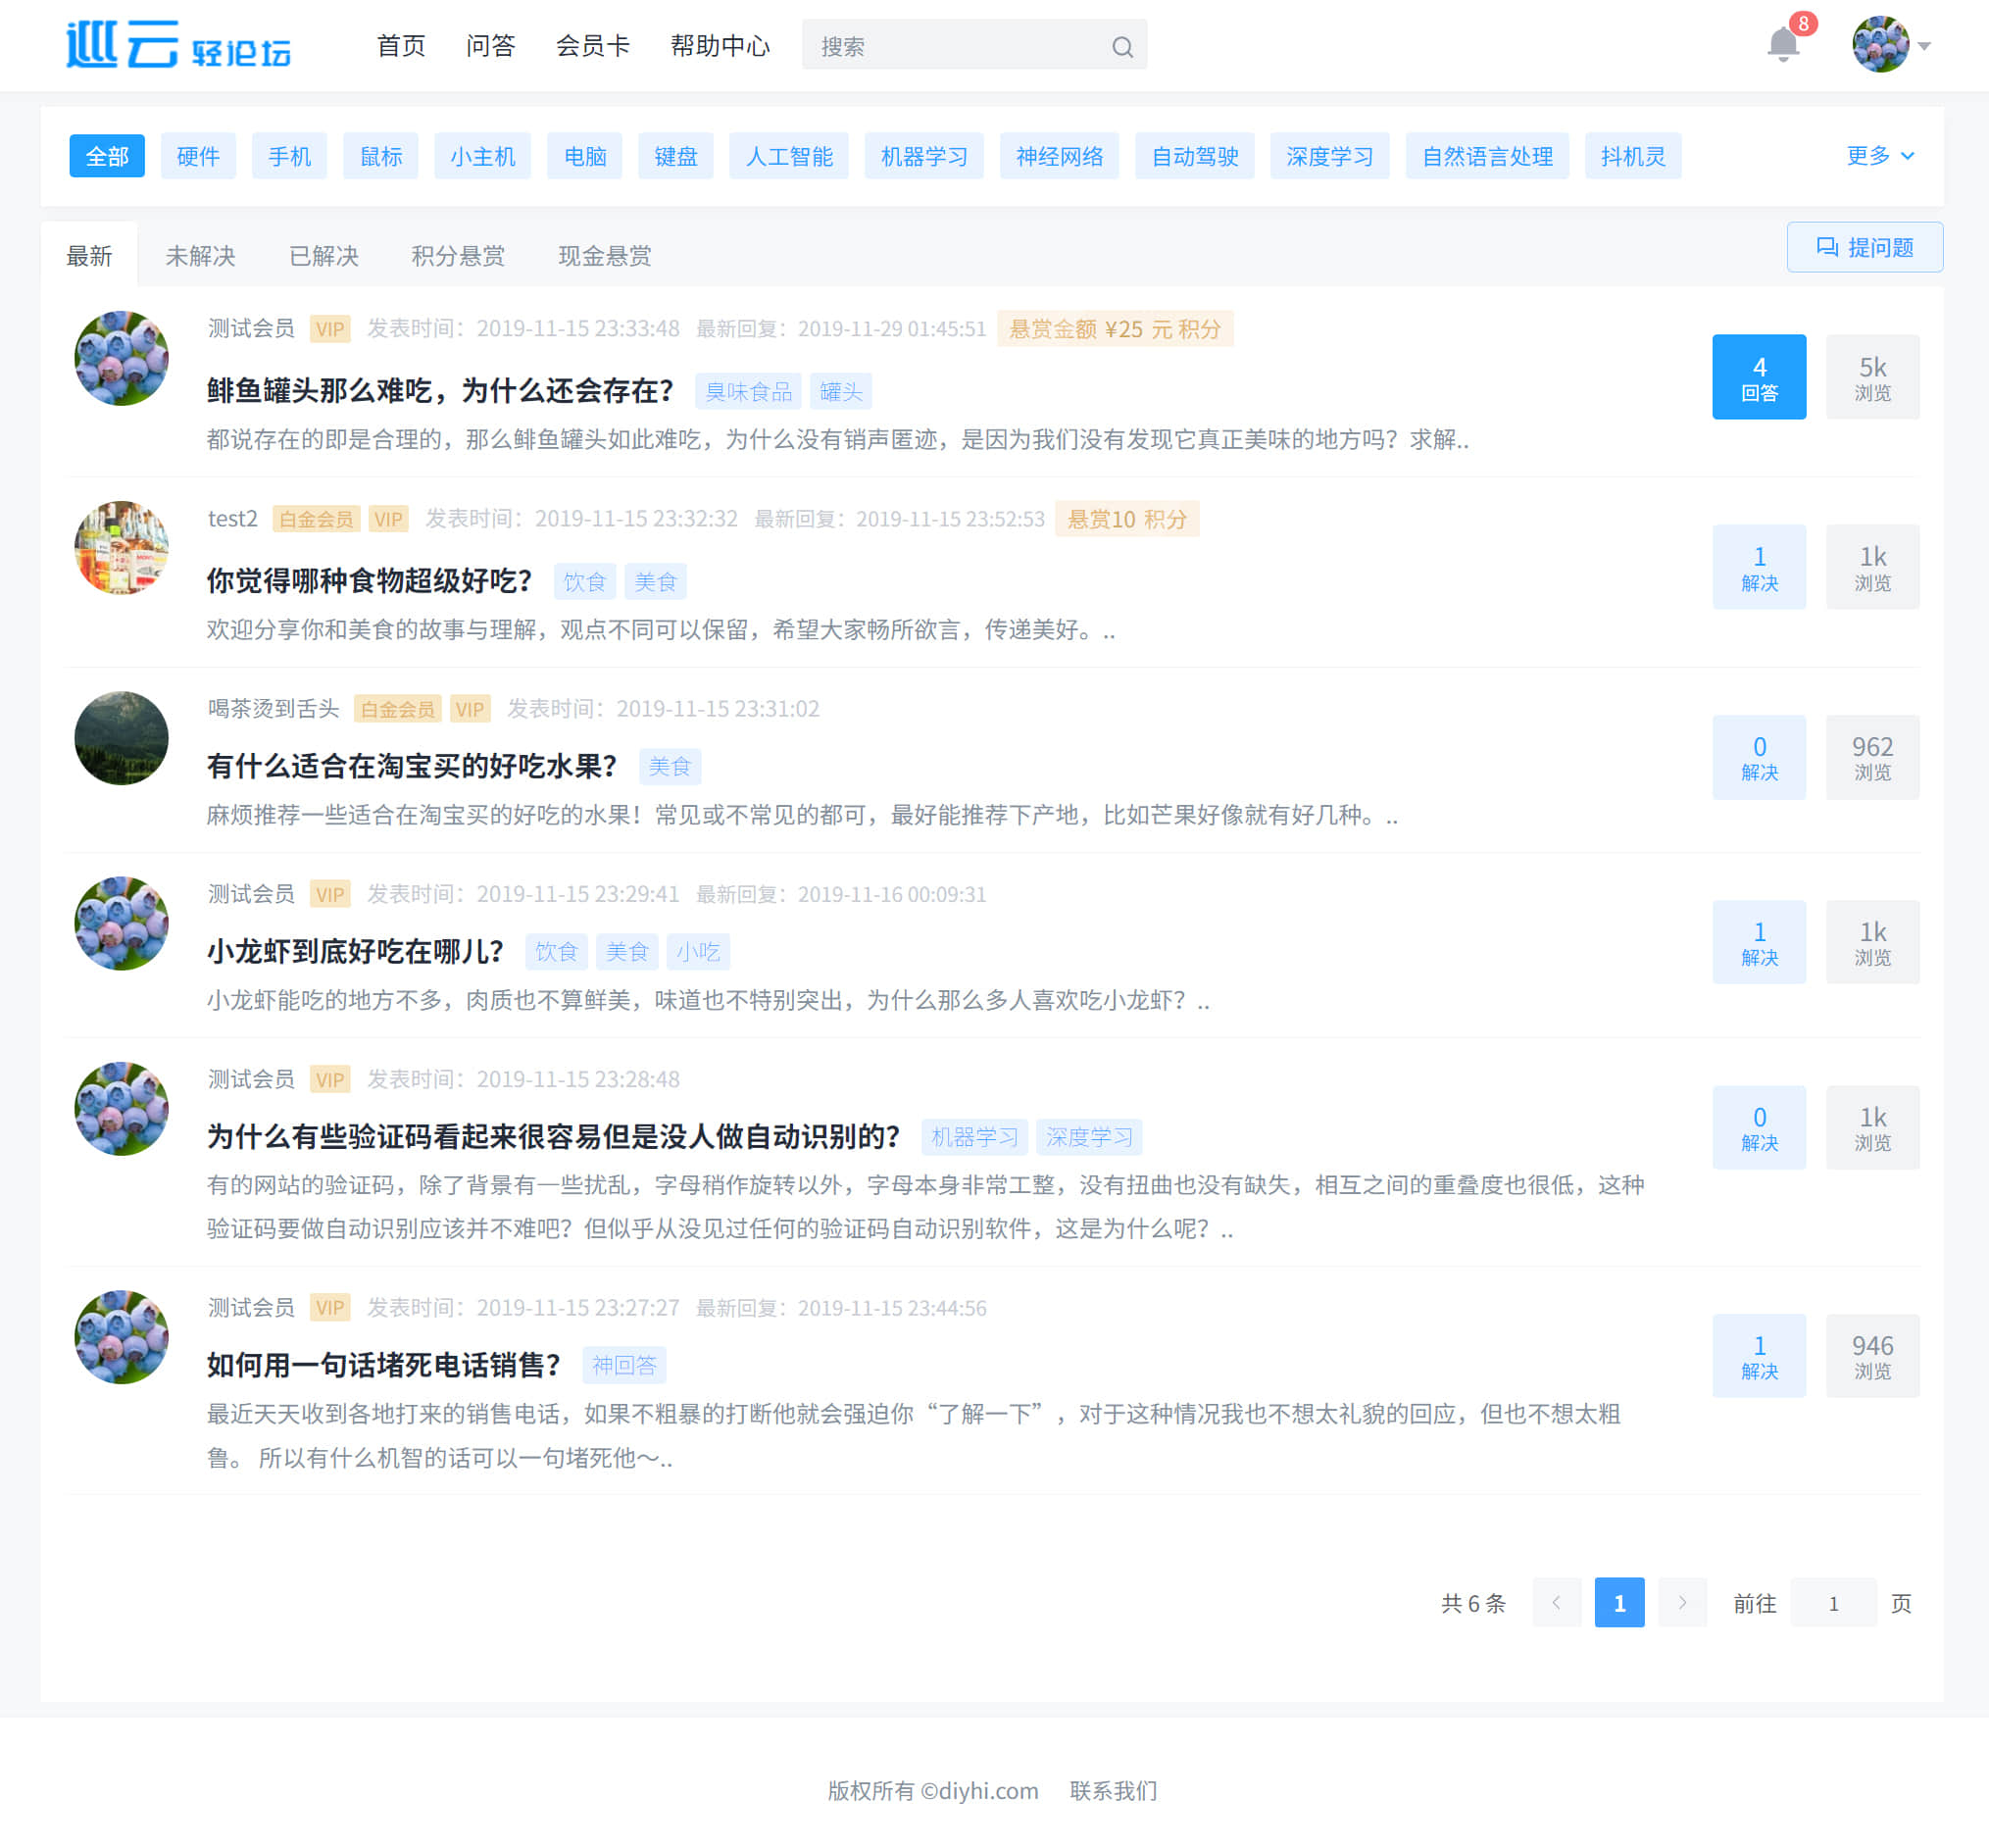 巡云 轻论坛 首页 问答 会员卡 帮助中心 搜索 8
全部 硬件 手机 鼠标 小主机 电脑 键盘 人工智能 机器学习 神经网络 自动驾驶 深度学习 自然语言处理 抖机灵 更多
最新 未解决 已解决 积分悬赏 现金悬赏 提问题
测试会员 VIP 发表时间：2019-11-15 23:33:48 最新回复：2019-11-29 01:45:51 悬赏金额 ¥25 元 积分
鲱鱼罐头那么难吃，为什么还会存在？ 臭味食品 罐头
都说存在的即是合理的，那么鲱鱼罐头如此难吃，为什么没有销声匿迹，是因为我们没有发现它真正美味的地方吗？求解..
4 5k
回答 浏览
test2 白金会员 VIP 发表时间：2019-11-15 23:32:32 最新回复：2019-11-15 23:52:53 悬赏10 积分
你觉得哪种食物超级好吃？ 饮食 美食
欢迎分享你和美食的故事与理解，观点不同可以保留，希望大家畅所欲言，传递美好。..
1 1k
解决 浏览
喝茶烫到舌头 白金会员 VIP 发表时间：2019-11-15 23:31:02
有什么适合在淘宝买的好吃水果？ 美食
麻烦推荐一些适合在淘宝买的好吃的水果！常见或不常见的都可，最好能推荐下产地，比如芒果好像就有好几种。..
0 962
解决 浏览
测试会员 VIP 发表时间：2019-11-15 23:29:41 最新回复：2019-11-16 00:09:31
小龙虾到底好吃在哪儿？ 饮食 美食 小吃
小龙虾能吃的地方不多，肉质也不算鲜美，味道也不特别突出，为什么那么多人喜欢吃小龙虾？..
1 1k
解决 浏览
测试会员 VIP 发表时间：2019-11-15 23:28:48
为什么有些验证码看起来很容易但是没人做自动识别的？ 机器学习 深度学习
有的网站的验证码，除了背景有一些扰乱，字母稍作旋转以外，字母本身非常工整，没有扭曲也没有缺失，相互之间的重叠度也很低，这种
验证码要做自动识别应该并不难吧？但似乎从没见过任何的验证码自动识别软件，这是为什么呢？..
0 1k
解决 浏览
测试会员 VIP 发表时间：2019-11-15 23:27:27 最新回复：2019-11-15 23:44:56
如何用一句话堵死电话销售？ 神回答
最近天天收到各地打来的销售电话，如果不粗暴的打断他就会强迫你“了解一下”，对于这种情况我也不想太礼貌的回应，但也不想太粗
鲁。 所以有什么机智的话可以一句堵死他～..
1 946
解决 浏览
共 6 条 1 前往 1 页
版权所有 ©diyhi.com 联系我们